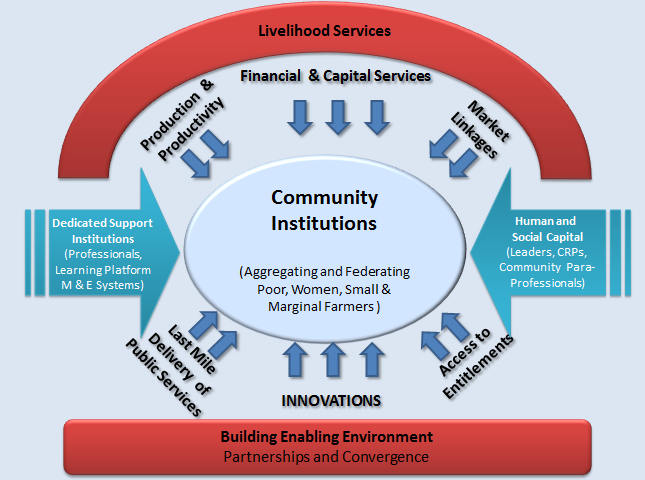 Livelihood Services
Financial & Capital Services
Production &
Productivity
Market
Linkages
Community
Institutions
(Aggregating and Federating
Poor, Women, Small &
Marginal Farmers )
Dedicated Support
Institutions
(Professionals,
Learning Platform
M & E Systems)
Human and
Social Capital
(Leaders, CRPs,
Community Para-
Professionals)
Last Mile
Delivery of
Public Services
INNOVATIONS
Access to
Entitlements
Building Enabling Environment
Partnerships and Convergence